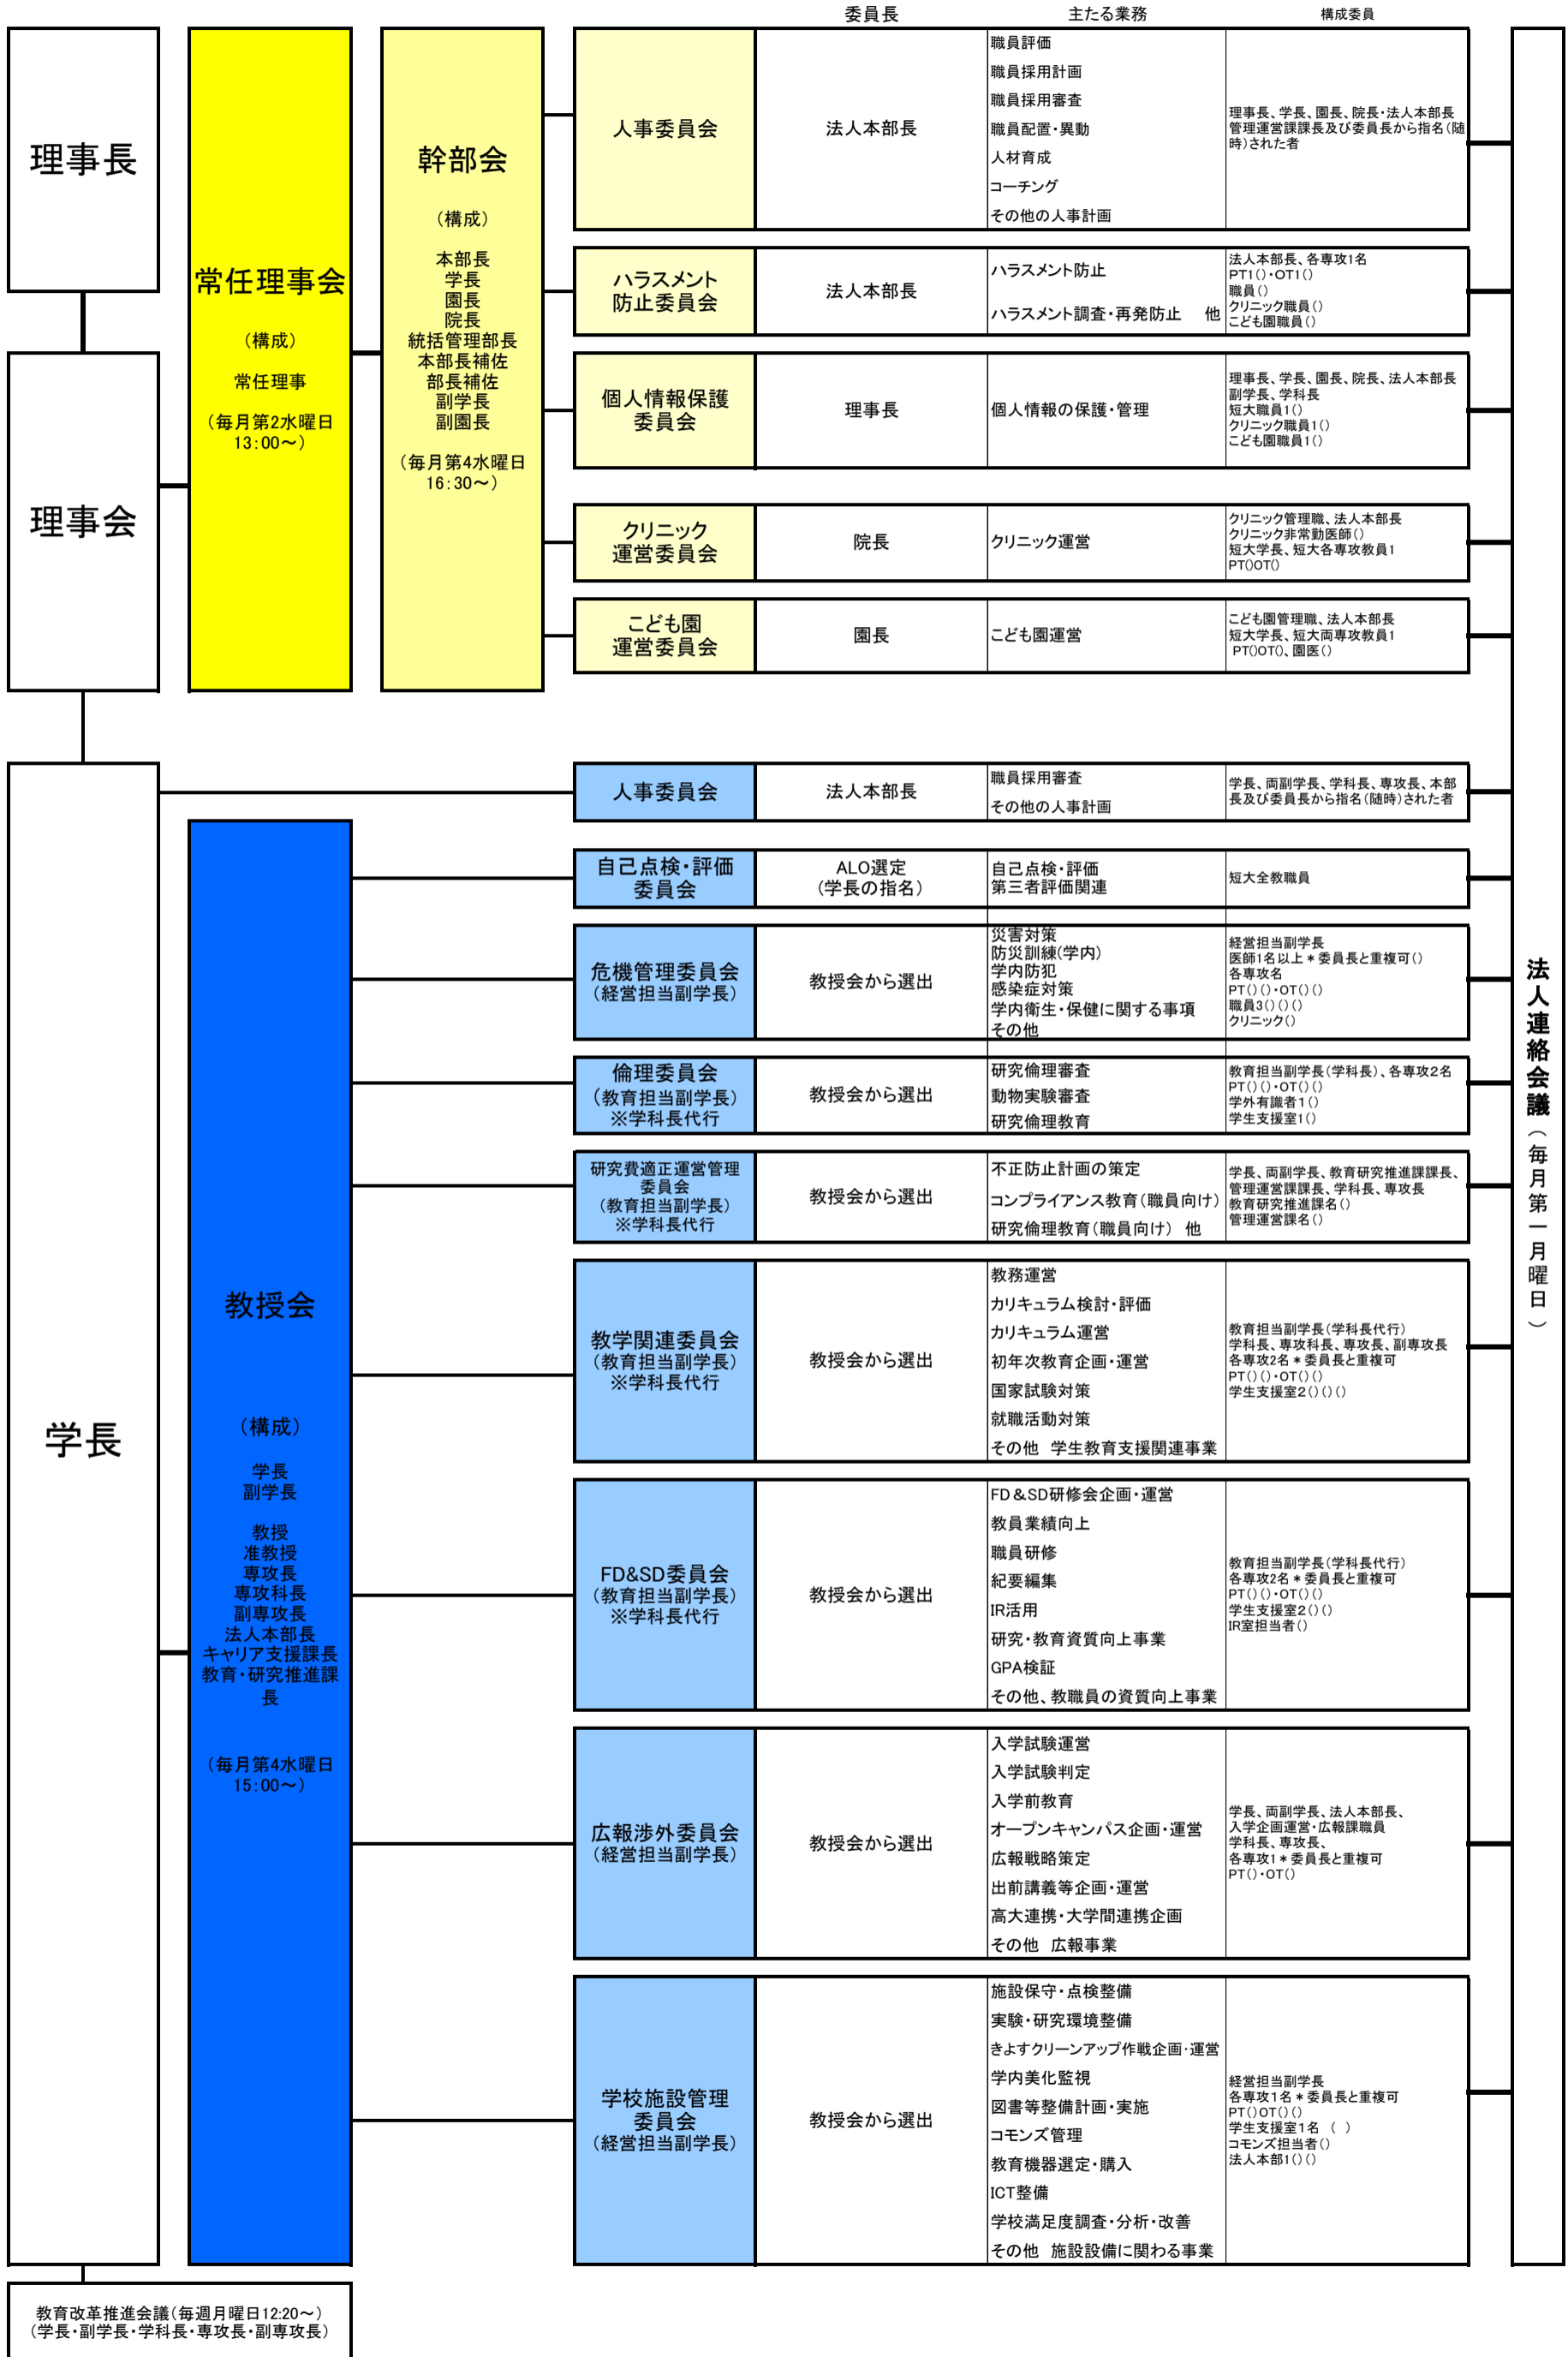 委員長
主たる業務
構成委員
理事長
理事会
常任理事会
（構成）
常任理事
（毎月第2水曜日
13:00～）
幹部会
（構成）
本部長
学長
園長
院長
統括管理部長
本部長補佐
部長補佐
副学長
副園長
（毎月第4水曜日
16:30～）
人事委員会
法人本部長
職員評価
職員採用計画
職員採用審査
職員配置・異動
人材育成
コーチング
その他の人事計画
理事長、学長、園長、院長・法人本部長
管理運営課課長及び委員長から指名（随
時）された者
ハラスメント
防止委員会
法人本部長
ハラスメント防止
ハラスメント調査・再発防止　他
法人本部長、各専攻1名
PT1()・OT1()
職員()
クリニック職員()
こども園職員()
個人情報保護
委員会
理事長
個人情報の保護・管理
理事長、学長、園長、院長、法人本部長
副学長、学科長
短大職員1()
クリニック職員1()
こども園職員1()
クリニック
運営委員会
院長
クリニック運営
クリニック管理職、法人本部長
クリニック非常勤医師()
短大学長、短大各専攻教員1
PT()OT()
こども園
運営委員会
園長
こども園運営
こども園管理職、法人本部長
短大学長、短大両専攻教員1
PT()OT()、園医()
学長
人事委員会
法人本部長
職員採用審査
その他の人事計画
学長、両副学長、学科長、専攻長、本部
長及び委員長から指名（随時）された者
教授会
（構成）
学長
副学長
教授
准教授
専攻長
専攻科長
副専攻長
法人本部長
キャリア支援課長
教育・研究推進課
長
（毎月第4水曜日
15:00～）
自己点検・評価
委員会
ALO選定
（学長の指名）
自己点検・評価
第三者評価関連
短大全教職員
危機管理委員会
（経営担当副学長）
教授会から選出
災害対策
防災訓練(学内)
学内防犯
感染症対策
学内衛生・保健に関する事項
その他
経営担当副学長
医師1名以上＊委員長と重複可()
各専攻名
PT()()・OT()()
職員3()()()
クリニック()
倫理委員会
（教育担当副学長）
※学科長代行
教授会から選出
研究倫理審査
動物実験審査
研究倫理教育
教育担当副学長（学科長）、各専攻2名
PT()()・OT()()
学外有識者1()
学生支援室1()
研究費適正運営管理
委員会
（教育担当副学長）
※学科長代行
教授会から選出
不正防止計画の策定
コンプライアンス教育（職員向け）
研究倫理教育（職員向け）　他
学長、両副学長、教育研究推進課課長、
管理運営課課長、学科長、専攻長
教育研究推進課名()
管理運営課名()
教学関連委員会
（教育担当副学長）
※学科長代行
教授会から選出
教務運営
カリキュラム検討・評価
カリキュラム運営
初年次教育企画・運営
国家試験対策
就職活動対策
その他　学生教育支援関連事業
教育担当副学長（学科長代行）
学科長、専攻科長、専攻長、副専攻長
各専攻2名＊委員長と重複可
PT()()・OT()()
学生支援室2()()()
FD&SD委員会
（教育担当副学長）
※学科長代行
教授会から選出
FD＆SD研修会企画・運営
教員業績向上
職員研修
紀要編集
IR活用
研究・教育資質向上事業
GPA検証
その他、教職員の資質向上事業
教育担当副学長（学科長代行）
各専攻2名＊委員長と重複可
PT()()・OT()()
学生支援室2()()
IR室担当者()
広報渉外委員会
（経営担当副学長）
教授会から選出
入学試験運営
入学試験判定
入学前教育
オープンキャンパス企画・運営
広報戦略策定
出前講義等企画・運営
高大連携・大学間連携企画
その他　広報事業
学長、両副学長、法人本部長、
入学企画運営・広報課職員
学科長、専攻長、
各専攻1＊委員長と重複可
PT()・OT()
学校施設管理
委員会
（経営担当副学長）
教授会から選出
施設保守・点検整備
実験・研究環境整備
きよすクリーンアップ作戦企画・運営
学内美化監視
図書等整備計画・実施
コモンズ管理
教育機器選定・購入
ICT整備
学校満足度調査・分析・改善
その他　施設設備に関わる事業
経営担当副学長
各専攻1名＊委員長と重複可
PT()OT()()
学生支援室1名　(　)
コモンズ担当者()
法人本部1()()
法人連絡会議（毎月第一月曜日）
教育改革推進会議（毎週月曜日12:20～）
（学長・副学長・学科長・専攻長・副専攻長）